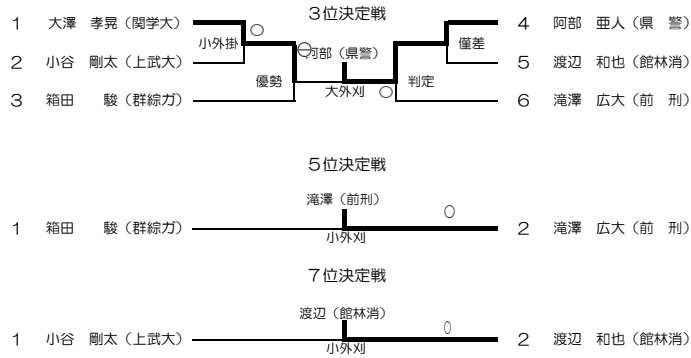 ３位決定戦
1 大澤 孝晃（関学大） ○ 4 阿部 亜人（県 警）
小外掛 ○ 阿部（県警） 僅差
2 小谷 剛太（上武大） 5 渡辺 和也（館林消）
優勢 大外刈 ○ 判定
3 箱田 駿（群綜ガ） 6 滝澤 広大（前 刑）
５位決定戦
滝澤（前刑） ○
1 箱田 駿（群綜ガ） 2 滝澤 広大（前 刑）
小外刈
７位決定戦
渡辺（館林消） ○
1 小谷 剛太（上武大） 2 渡辺 和也（館林消）
小外刈